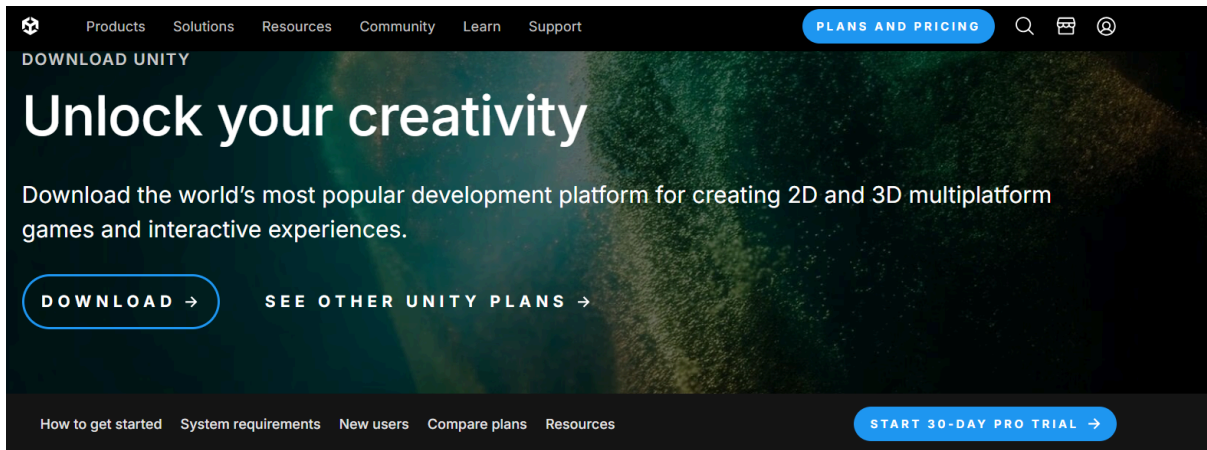 Products Solutions Resources Community Learn Support PLANS AND PRICING
DOWNLOAD UNITY
Unlock your creativity
Download the world’s most popular development platform for creating 2D and 3D multiplatform
games and interactive experiences.
DOWNLOAD → SEE OTHER UNITY PLANS →
How to get started System requirements New users Compare plans Resources START 30-DAY PRO TRIAL →